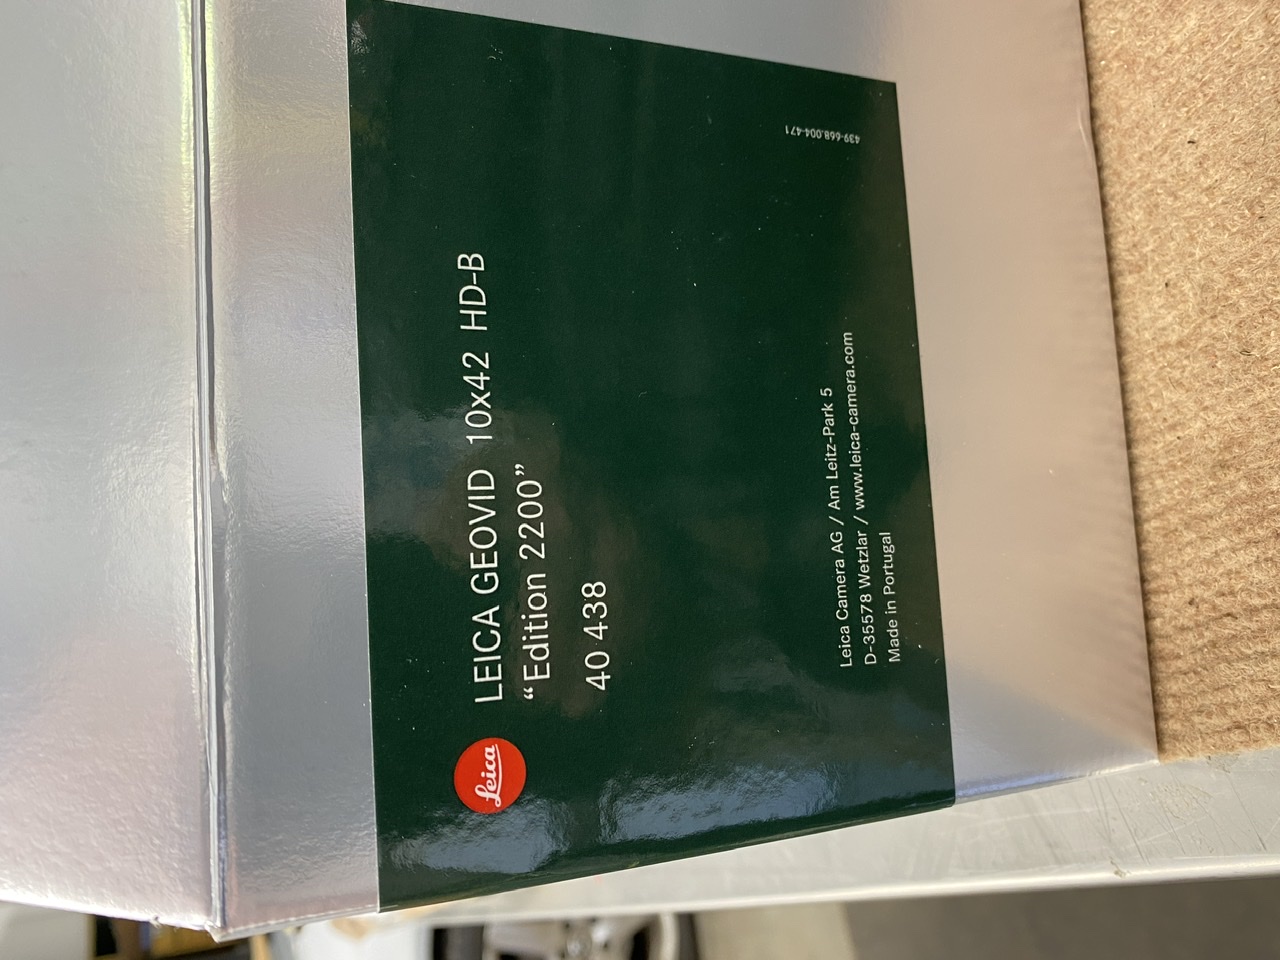 Leica
LEICA GEOVID 10x42 HD-B
“Edition 2200”
40 438
Leica Camera AG / Am Leitz-Park 5
D-35578 Wetzlar / www.leica-camera.com
Made in Portugal
439-668.004-471